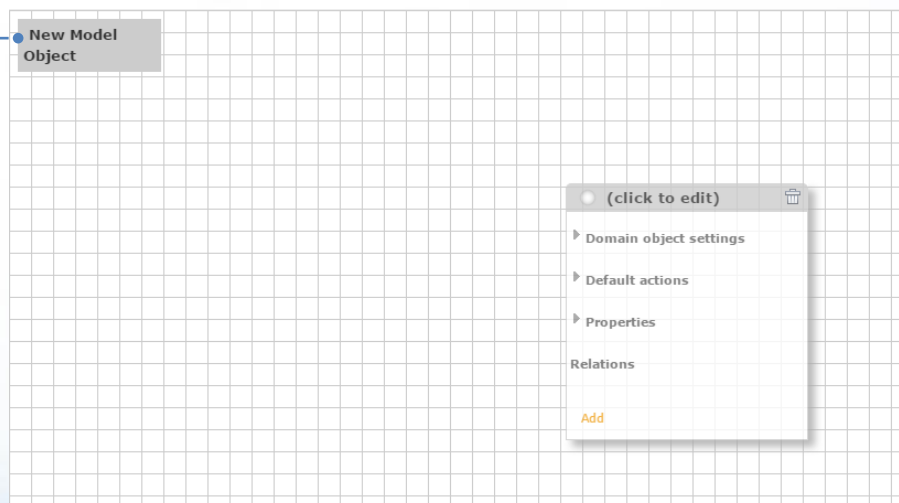 New Model
Object
(click to edit)
Domain object settings
Default actions
Properties
Relations
Add